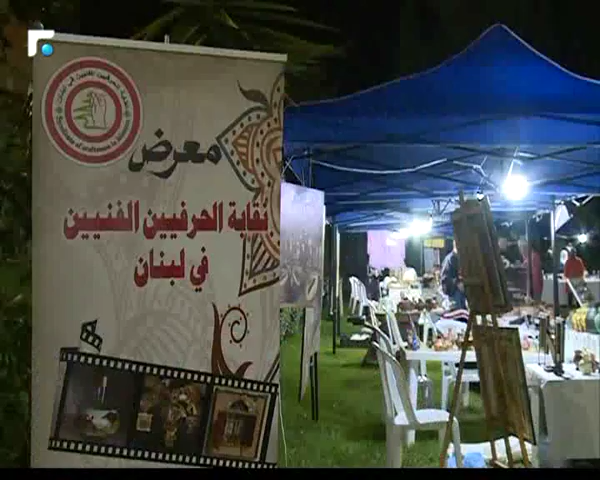 معرض
نقابة الحرفيين الفنيين
في لبنان